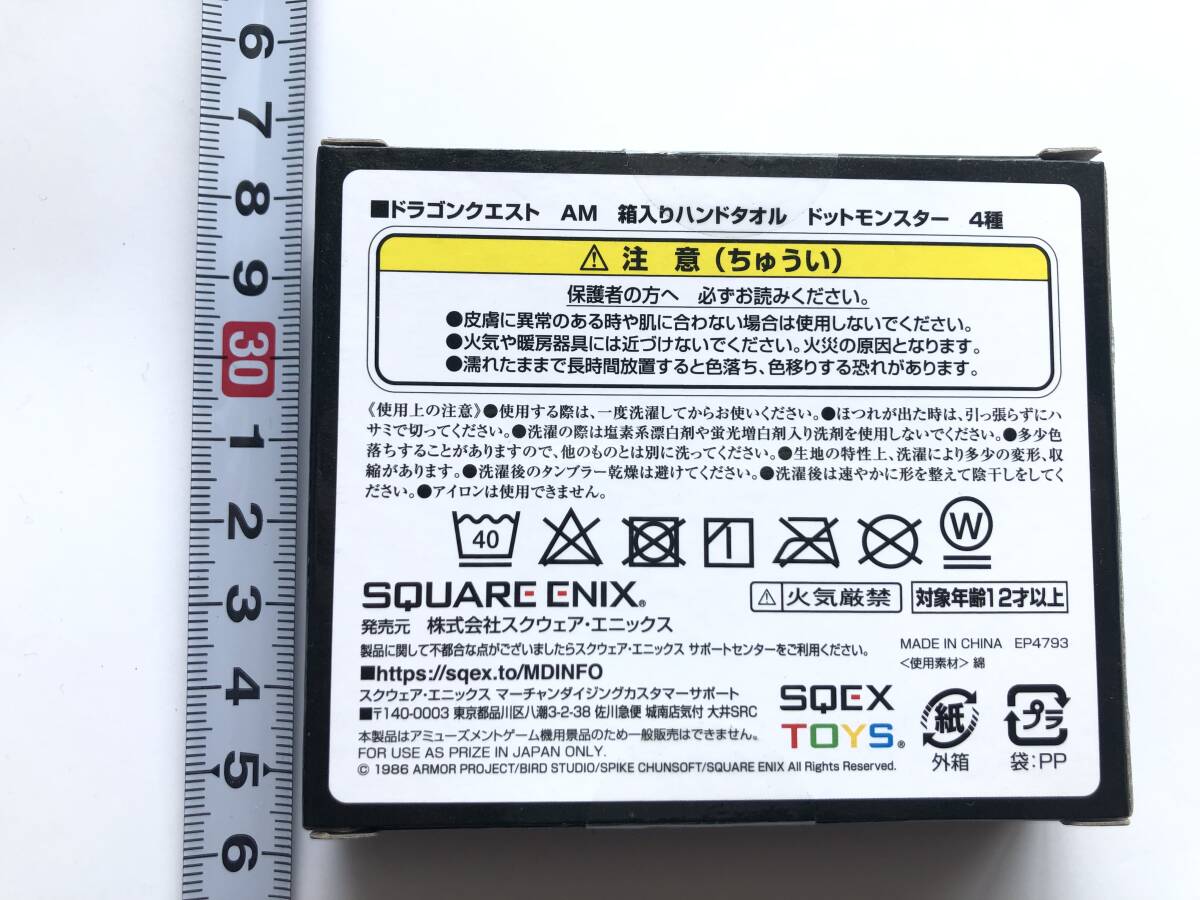 6
7
8
9
30
1
2
3
4
5
6
■ドラゴンクエスト　AM　箱入りハンドタオル　ドットモンスター　4種
⚠ 注　意（ちゅうい）
保護者の方へ　必ずお読みください。
●皮膚に異常のある時や肌に合わない場合は使用しないでください。
●火気や暖房器具には近づけないでください。火災の原因となります。
●濡れたままで長時間放置すると色落ち、色移りする恐れがあります。
《使用上の注意》●使用する際は、一度洗濯してからお使いください。●ほつれが出た時は、引っ張らずにハ
サミで切ってください。●洗濯の際は塩素系漂白剤や蛍光増白剤入り洗剤を使用しないでください。●多少色
落ちすることがありますので、他のものとは別に洗ってください。●生地の特性上、洗濯により多少の変形、収
縮があります。●洗濯後のタンブラー乾燥は避けてください。●洗濯後は速やかに形を整えて陰干しをしてく
ださい。●アイロンは使用できません。
40 W
SQUARE ENIX®
⚠火気厳禁 対象年齢12才以上
発売元　株式会社スクウェア・エニックス
製品に関して不都合な点がございましたらスクウェア・エニックス サポートセンターをご利用ください。
MADE IN CHINA　EP4793
■https://sqex.to/MDINFO
＜使用素材＞綿
スクウェア・エニックス マーチャンダイジングカスタマーサポート
■〒140-0003 東京都品川区八潮3-2-38 佐川急便 城南店気付 大井SRC
SQEX
TOYS®
紙
外箱
プラ
袋：PP
本製品はアミューズメントゲーム機用景品のため一般販売はできません。
FOR USE AS PRIZE IN JAPAN ONLY.
© 1986 ARMOR PROJECT/BIRD STUDIO/SPIKE CHUNSOFT/SQUARE ENIX All Rights Reserved.